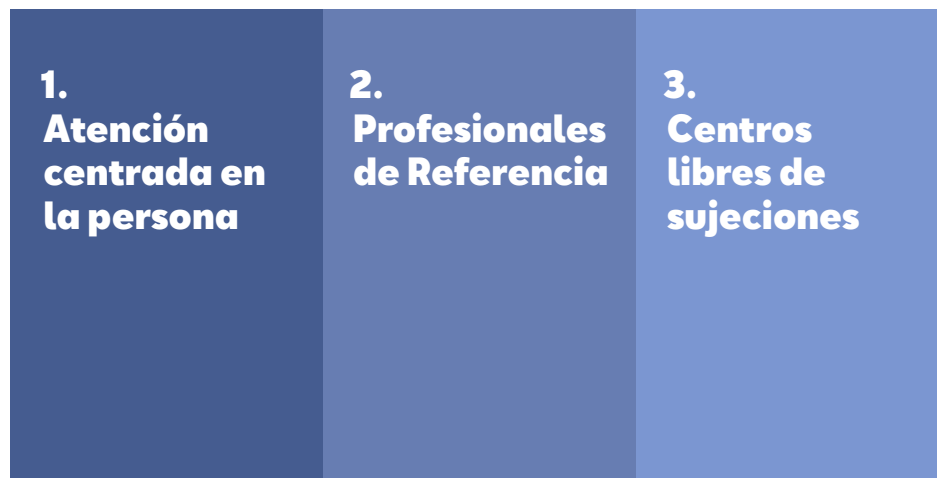 1.
Atención
centrada en
la persona
2.
Profesionales
de Referencia
3.
Centros
libres de
sujeciones